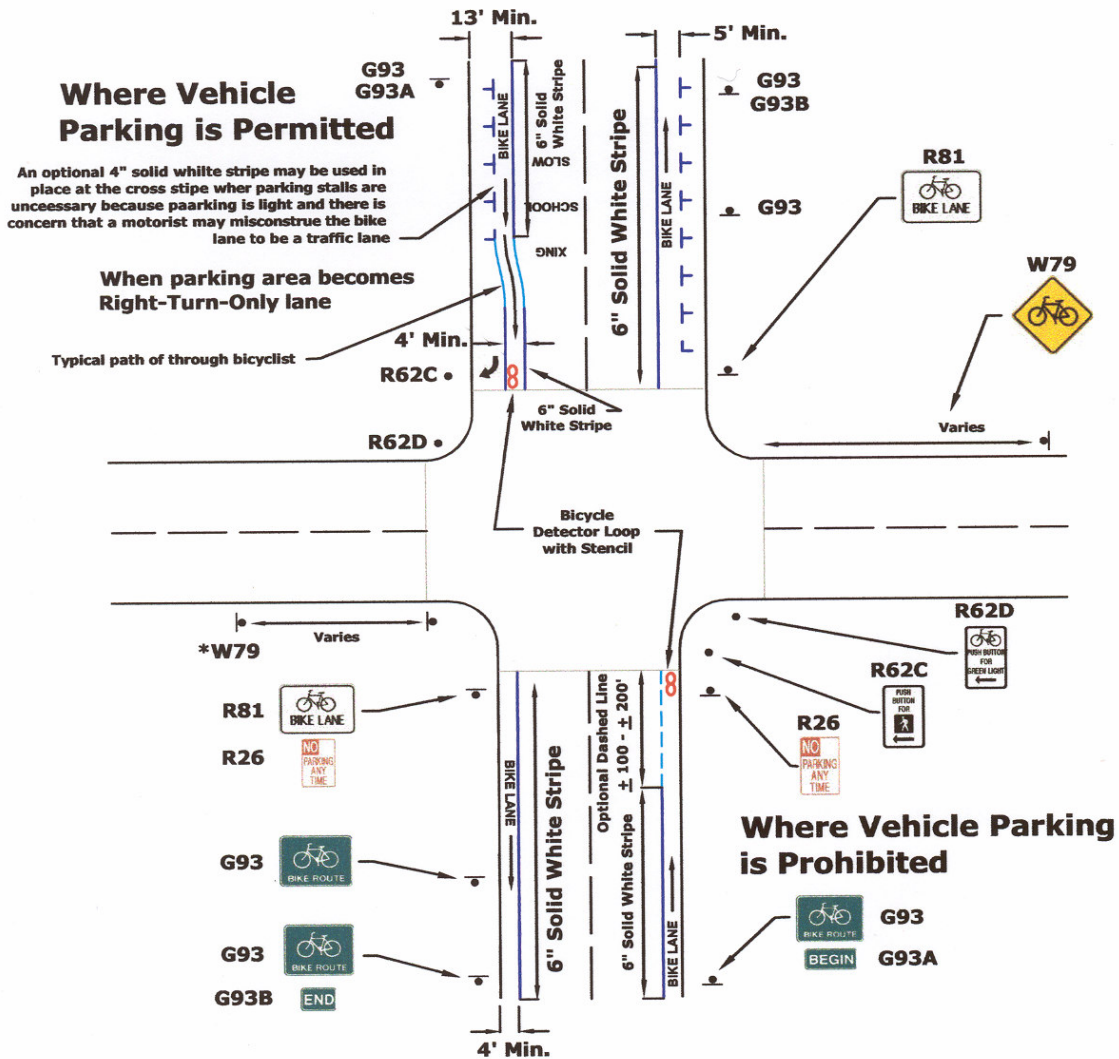 13' Min.
5' Min.
G93
G93A
Where Vehicle
Parking is Permitted
An optional 4" solid whilte stripe may be used in
place at the cross stipe wher parking stalls are
unceessary because paarking is light and there is
concern that a motorist may misconstrue the bike
lane to be a traffic lane
When parking area becomes
Right-Turn-Only lane
Typical path of through bicyclist
4' Min.
R62C
R62D
BIKE LANE
6" Solid
White Stripe
SLOW
SCHOOL
XING
6" Solid White Stripe
BIKE LANE
G93
G93B
G93
R81
BIKE LANE
W79
6" Solid
White Stripe
Varies
Bicycle
Detector Loop
with Stencil
Varies
*W79
R81
BIKE LANE
R26
NO
PARKING
ANY
TIME
G93
BIKE ROUTE
G93
BIKE ROUTE
G93B
END
BIKE LANE
6" Solid White Stripe
Optional Dashed Line
± 100 - ± 200'
6" Solid White Stripe
BIKE LANE
4' Min.
R62D
PUSH BUTTON
FOR
GREEN LIGHT
R62C
PUSH
BUTTON
FOR
R26
NO
PARKING
ANY
TIME
Where Vehicle Parking
is Prohibited
BIKE ROUTE
G93
BEGIN
G93A